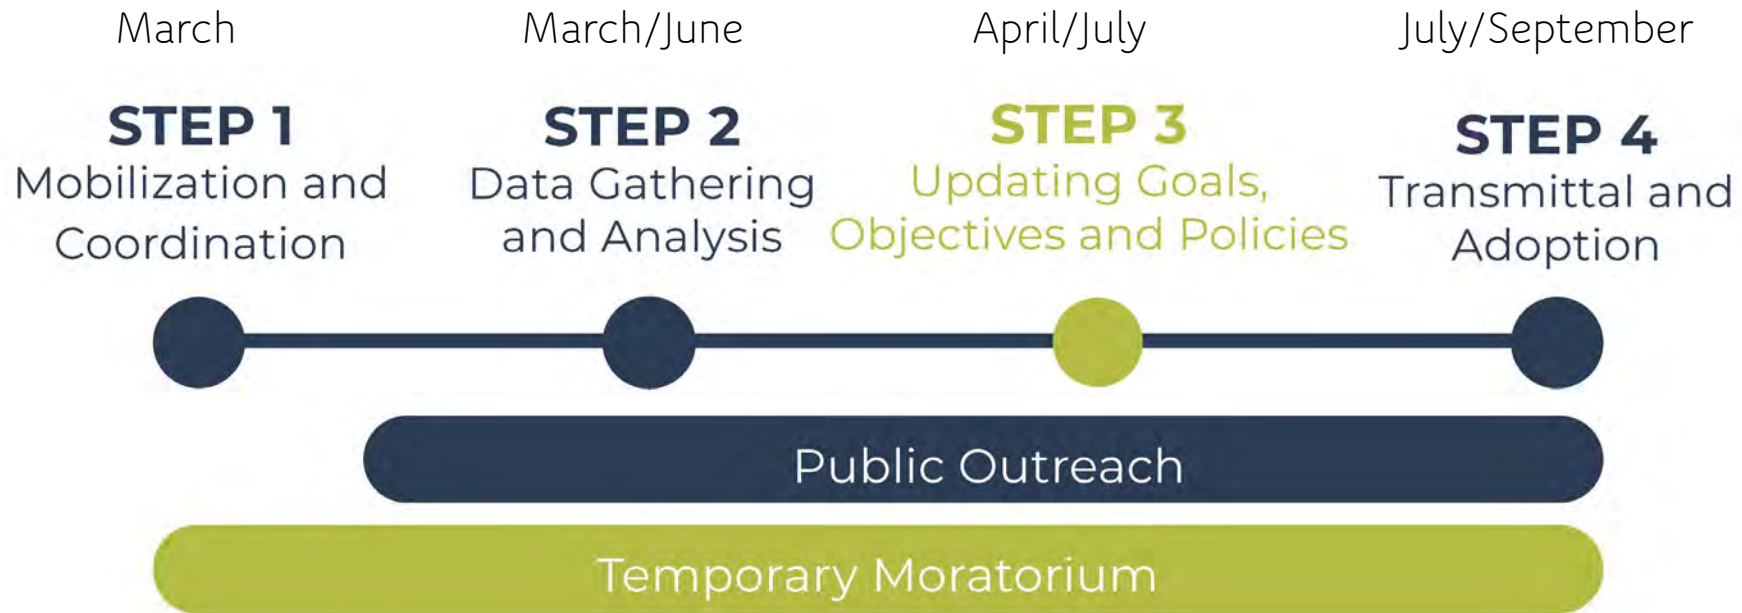 March
March/June
April/July
July/September
STEP 1
Mobilization and
Coordination
STEP 2
Data Gathering
and Analysis
STEP 3
Updating Goals,
Objectives and Policies
STEP 4
Transmittal and
Adoption
Public Outreach
Temporary Moratorium